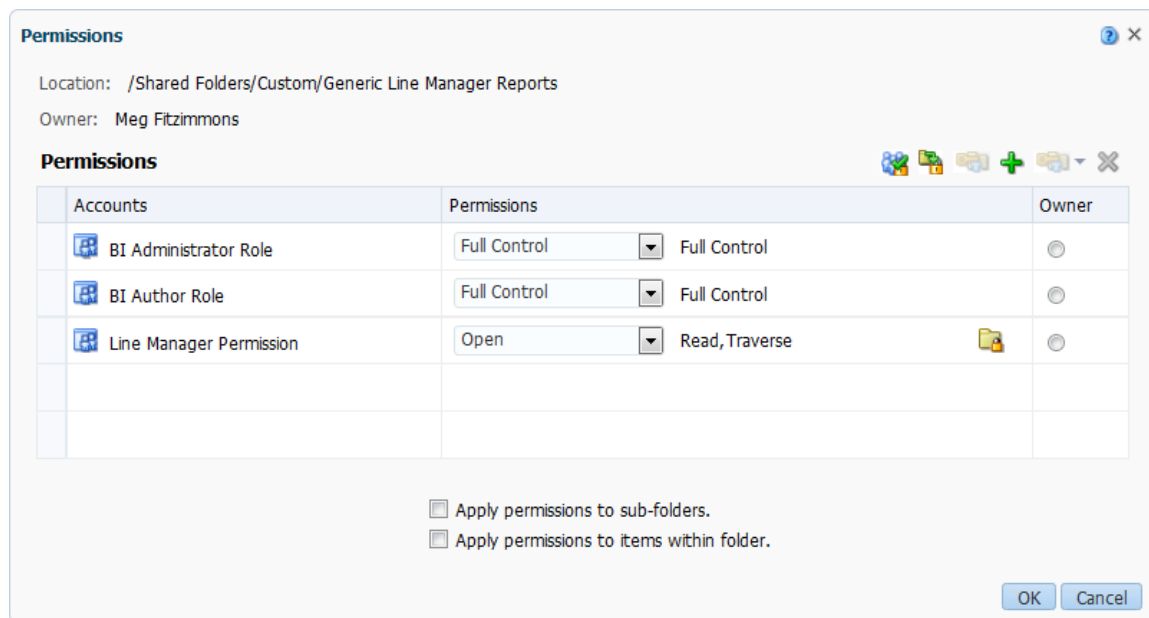 Permissions
Location: /Shared Folders/Custom/Generic Line Manager Reports
Owner: Meg Fitzimmons
Permissions
Accounts Permissions Owner
BI Administrator Role Full Control Full Control
BI Author Role Full Control Full Control
Line Manager Permission Open Read, Traverse
Apply permissions to sub-folders.
Apply permissions to items within folder.
OK Cancel